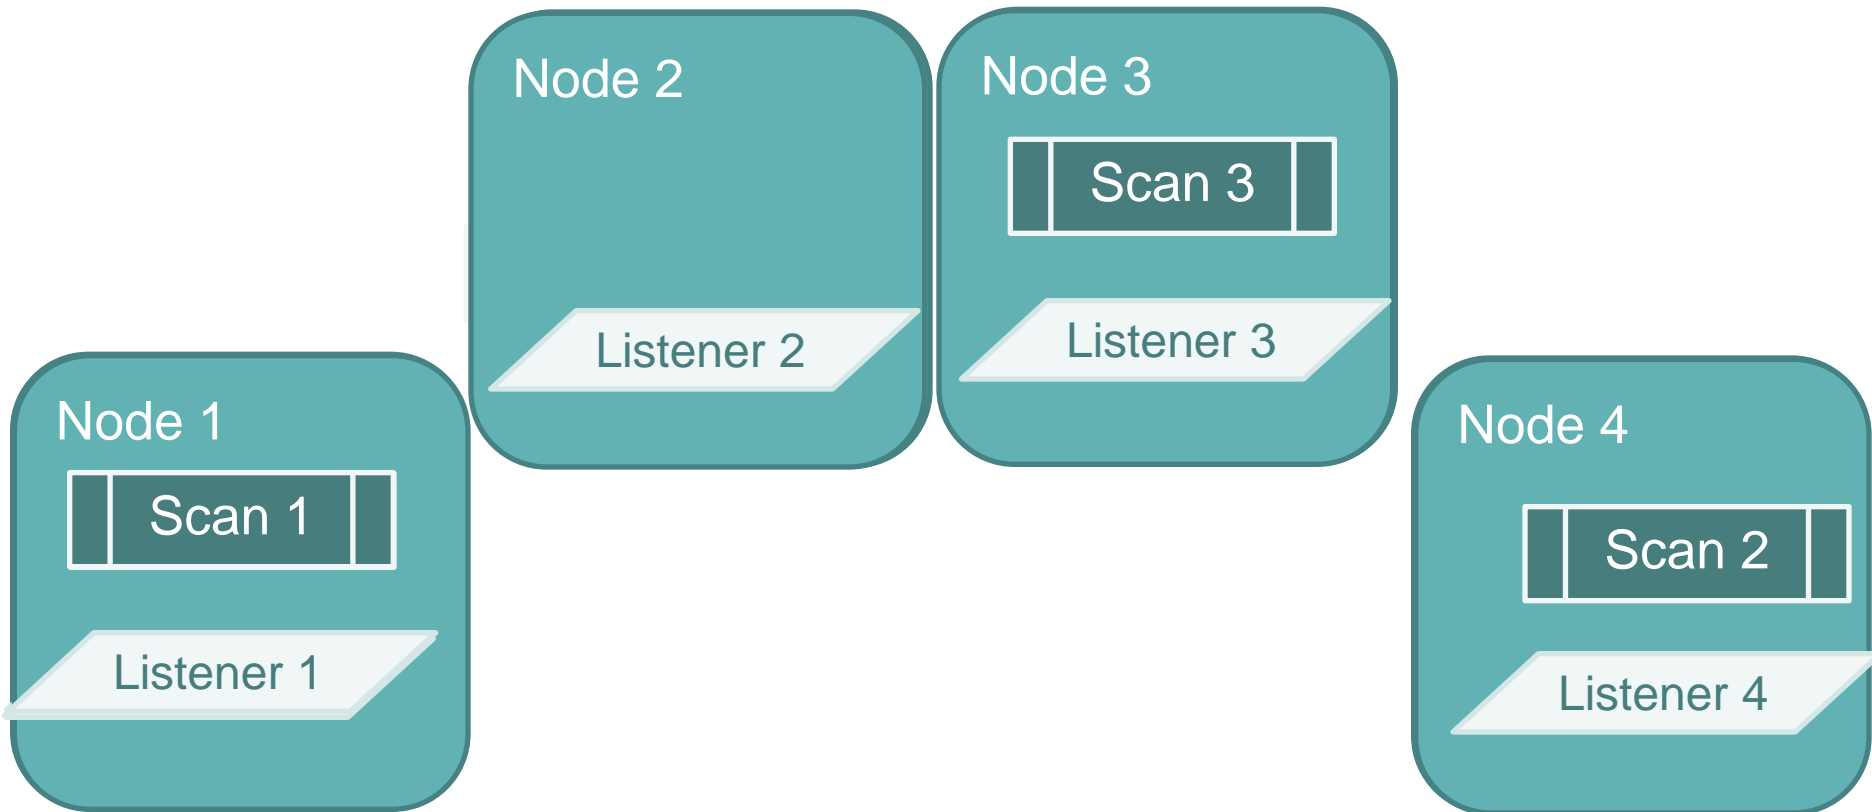 Node 1
Scan 1
Listener 1
Node 2
Listener 2
Node 3
Scan 3
Listener 3
Node 4
Scan 2
Listener 4